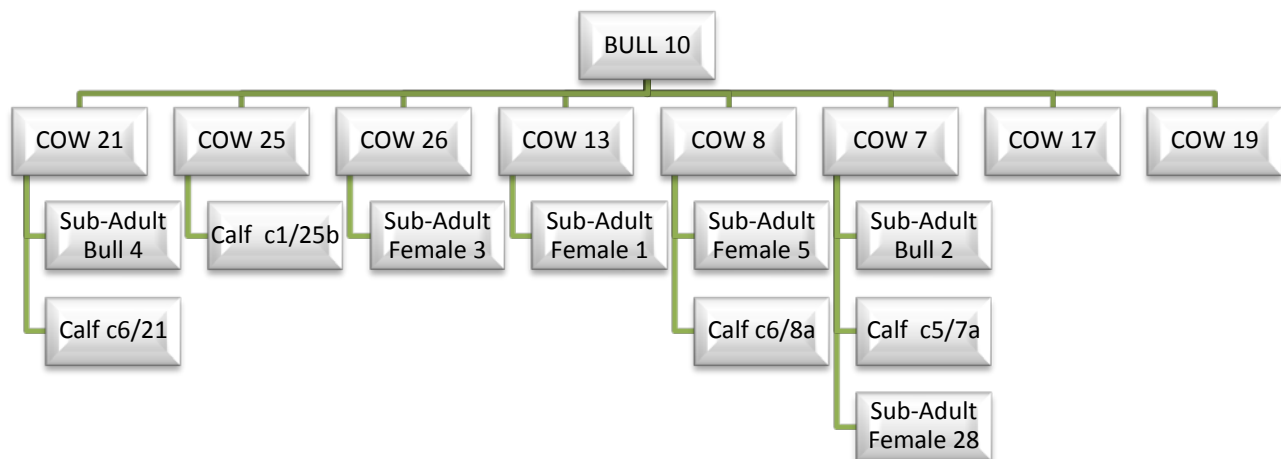 BULL 10
COW 21
COW 25
COW 26
COW 13
COW 8
COW 7
COW 17
COW 19
Sub-Adult
Bull 4
Calf c6/21
Calf c1/25b
Sub-Adult
Female 3
Sub-Adult
Female 1
Sub-Adult
Female 5
Calf c6/8a
Sub-Adult
Bull 2
Calf c5/7a
Sub-Adult
Female 28